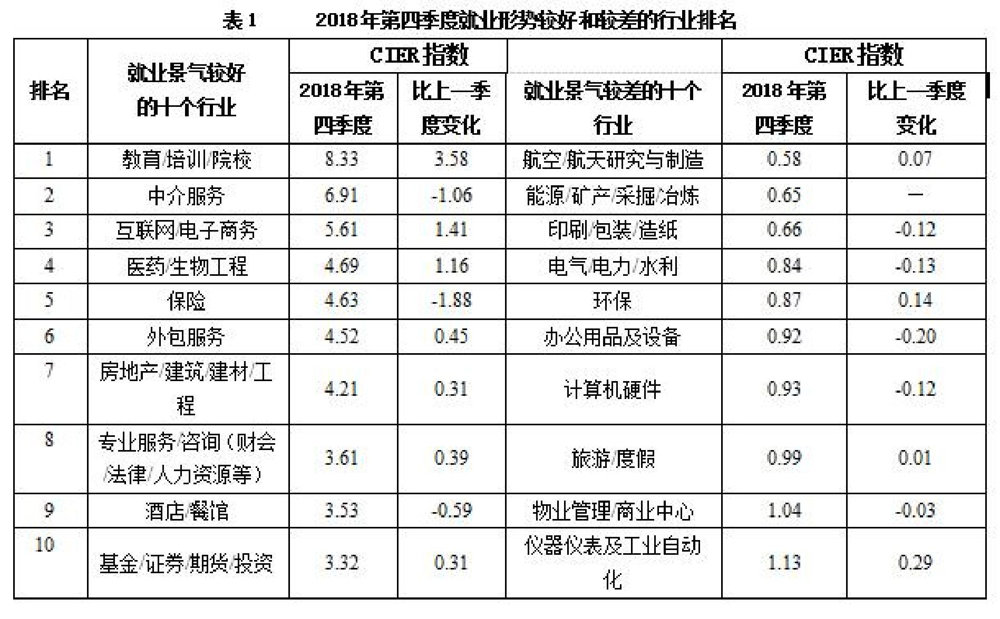 表1 2018年第四季度就业形势较好和较差的行业排名
排名 就业景气较好的十个行业 CIER指数 就业景气较差的十个行业 CIER指数
2018年第四季度 比上一季度变化 2018年第四季度 比上一季度变化
1 教育/培训/院校 8.33 3.58 航空/航天研究与制造 0.58 0.07
2 中介服务 6.91 -1.06 能源/矿产/采掘/冶炼 0.65 —
3 互联网/电子商务 5.61 1.41 印刷/包装/造纸 0.66 -0.12
4 医药/生物工程 4.69 1.16 电气/电力/水利 0.84 -0.13
5 保险 4.63 -1.88 环保 0.87 0.14
6 外包服务 4.52 0.45 办公用品及设备 0.92 -0.20
7 房地产/建筑/建材/工程 4.21 0.31 计算机硬件 0.93 -0.12
8 专业服务/咨询（财会/法律/人力资源等） 3.61 0.39 旅游/度假 0.99 0.01
9 酒店/餐馆 3.53 -0.59 物业管理/商业中心 1.04 -0.03
10 基金/证券/期货/投资 3.32 0.31 仪器仪表及工业自动化 1.13 0.29